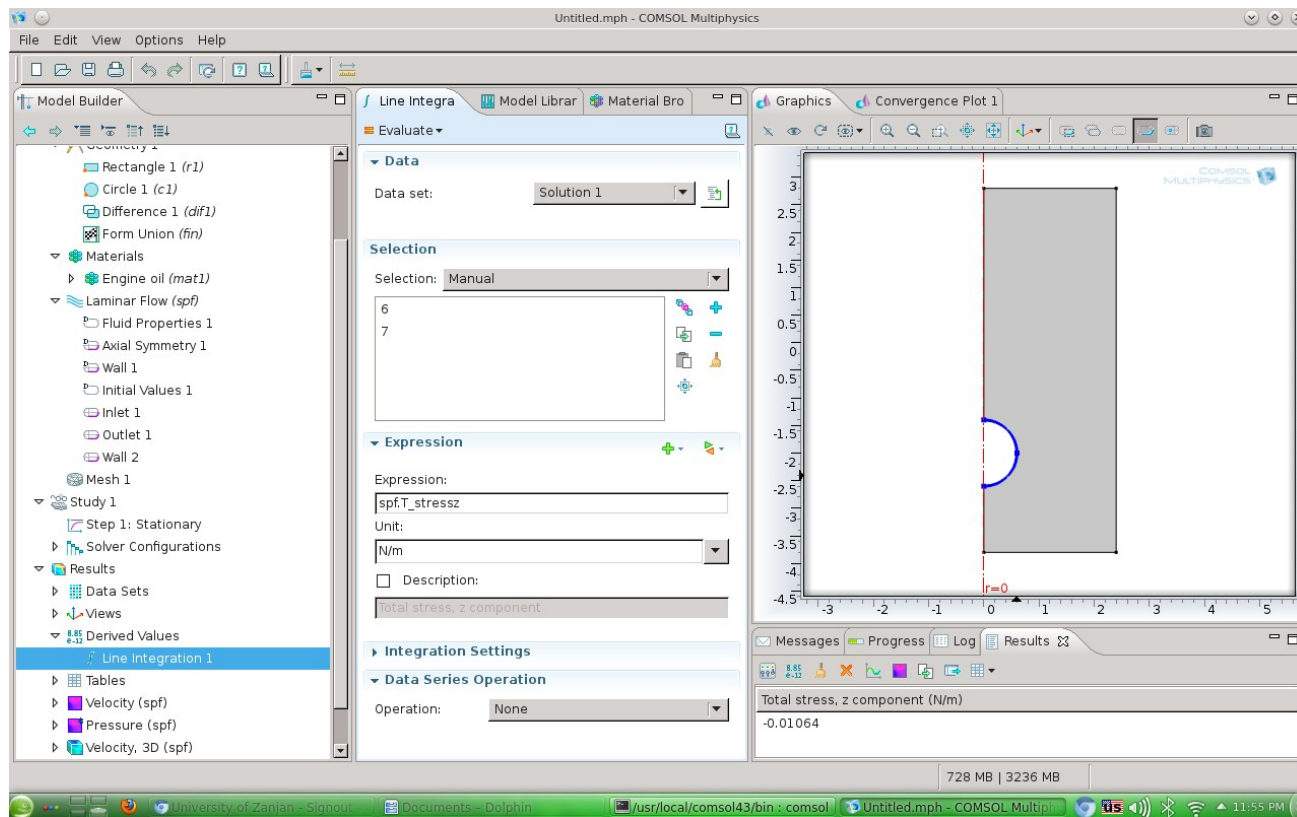 Untitled.mph - COMSOL Multiphysics
File Edit View Options Help
Model Builder
Rectangle 1 (r1)
Circle 1 (c1)
Difference 1 (dif1)
Form Union (fin)
Materials
Engine oil (mat1)
Laminar Flow (spf)
Fluid Properties 1
Axial Symmetry 1
Wall 1
Initial Values 1
Inlet 1
Outlet 1
Wall 2
Mesh 1
Study 1
Step 1: Stationary
Solver Configurations
Results
Data Sets
Views
8.85
e-12 Derived Values
Line Integration 1
Tables
Velocity (spf)
Pressure (spf)
Velocity, 3D (spf)
Line Integra Model Librar Material Bro
Evaluate
Data
Data set: Solution 1
Selection
Selection: Manual
6
7
Expression
Expression:
spf.T_stressz
Unit:
N/m
Description:
Total stress, z component
Integration Settings
Data Series Operation
Operation: None
Graphics Convergence Plot 1
COMSOL
MULTIPHYSICS
3
2.5
2
1.5
1
0.5
0
-0.5
-1
-1.5
-2
-2.5
-3
-3.5
-4
-4.5
r=0
-3 -2 -1 0 1 2 3 4 5
Messages Progress Log Results
8.85
e-12
Total stress, z component (N/m)
-0.01064
728 MB | 3236 MB
University of Zanjan - Signout Documents - Dolphin /usr/local/comsol43/bin : comsol Untitled.mph - COMSOL Multiph us 11:55 PM